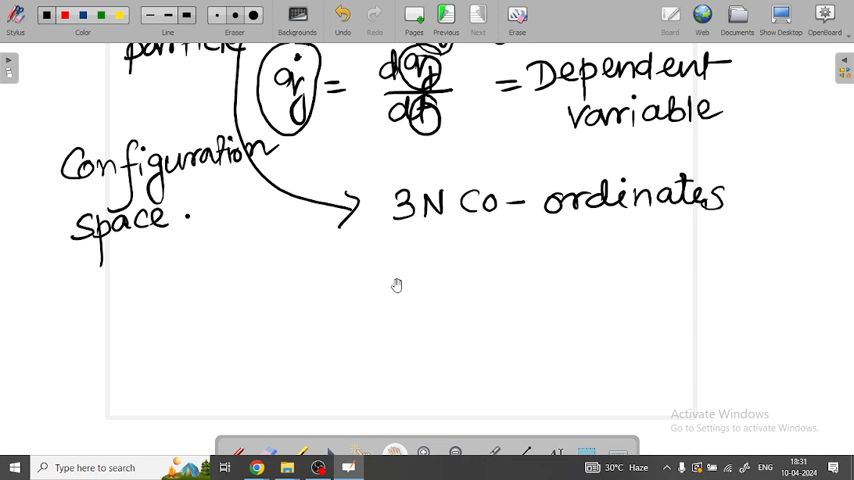 Stylus
Color
Line
Eraser
Backgrounds
Undo
Redo
Pages
Previous
Next
Erase
Board
Web
Documents
Show Desktop
OpenBoard
particle
q̇j = dqj/dt = Dependent
variable
Configuration
space.
3N Co-ordinates
Activate Windows
Go to Settings to activate Windows.
Type here to search
30°C Haze
ENG
18:31
10-04-2024